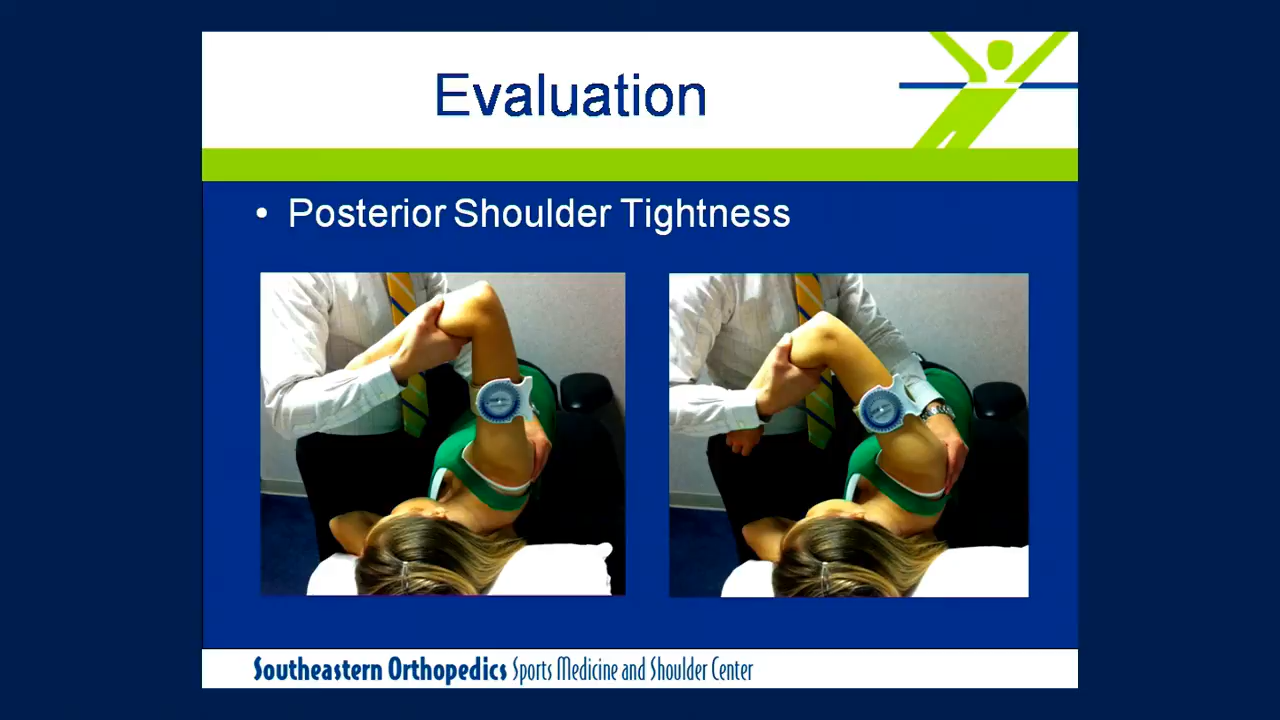 Evaluation
• Posterior Shoulder Tightness
Southeastern Orthopedics Sports Medicine and Shoulder Center